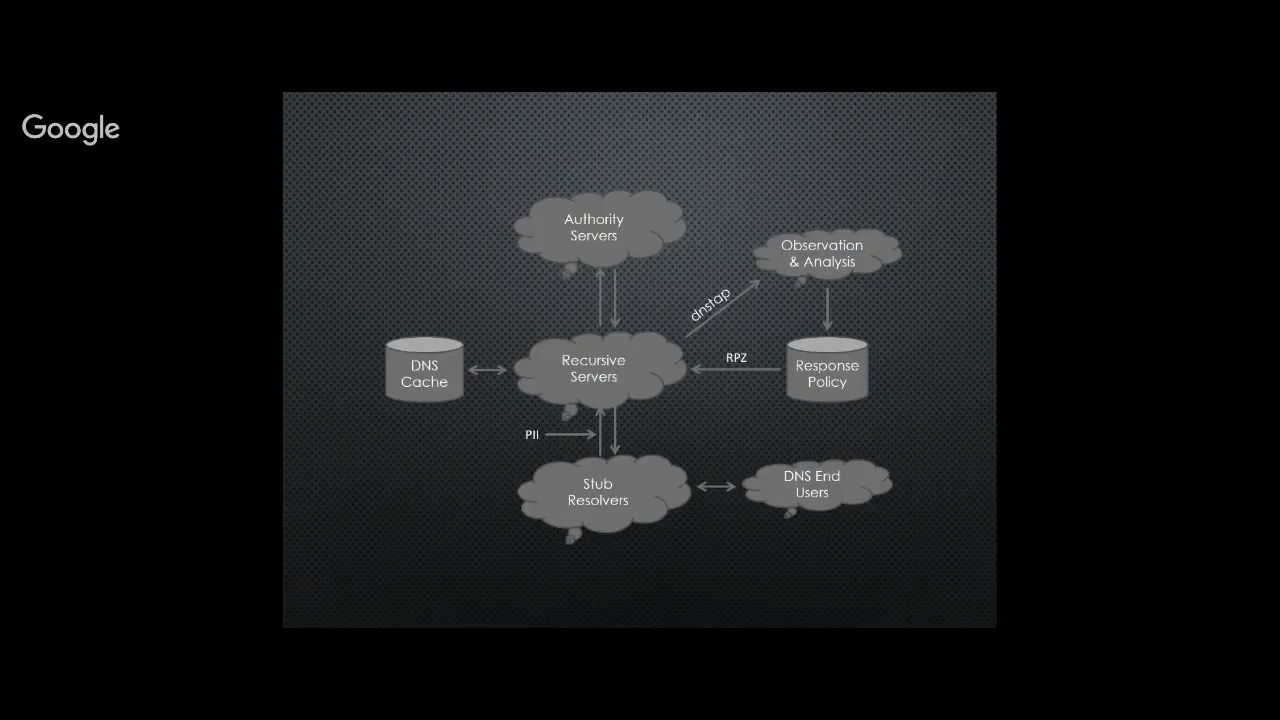 Google
Authority
Servers
Observation
& Analysis
dnstap
DNS
Cache
Recursive
Servers
RPZ
Response
Policy
PII
Stub
Resolvers
DNS End
Users